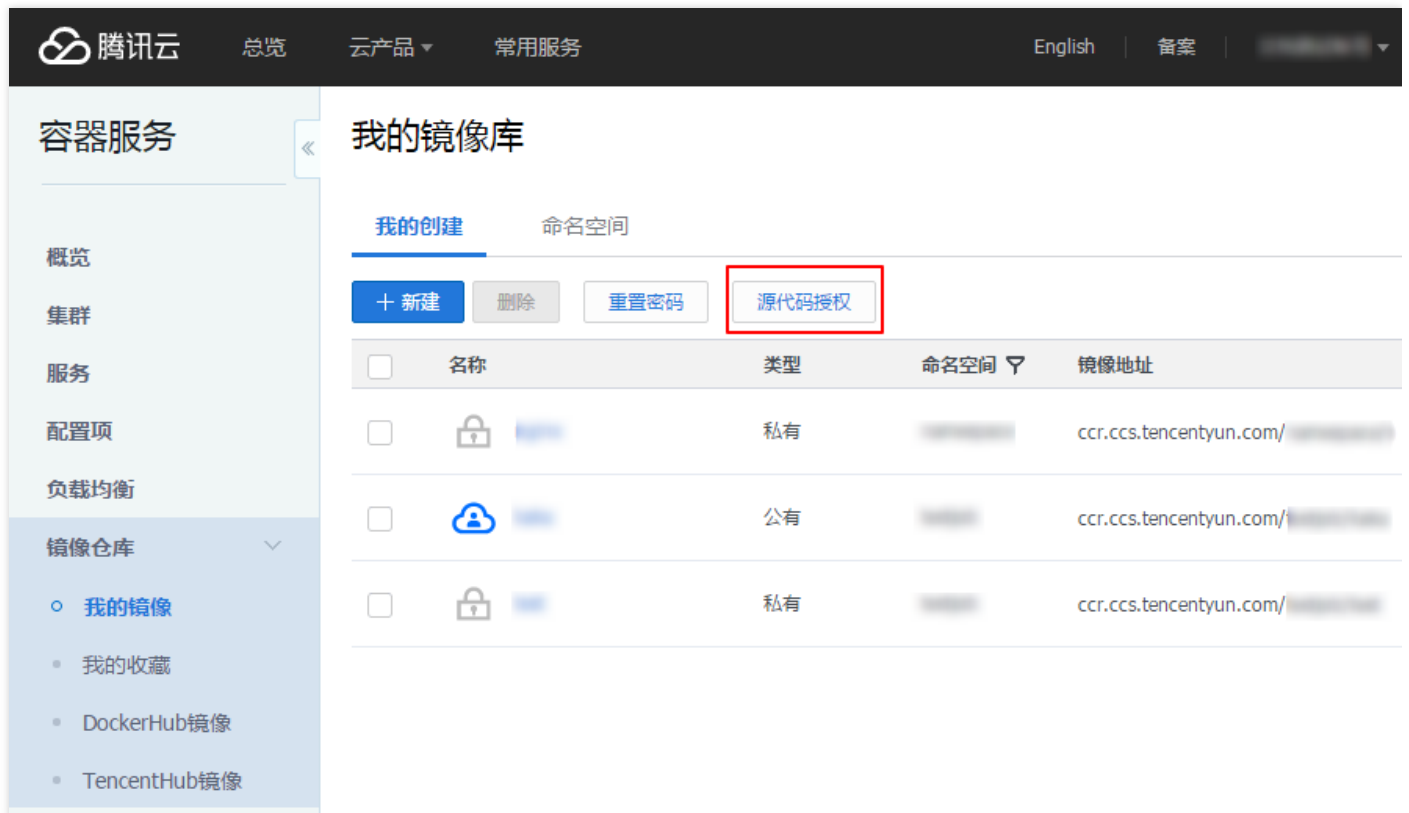 腾讯云 总览 云产品 常用服务 English 备案
容器服务
我的镜像库
我的创建 命名空间
+ 新建 删除 重置密码 源代码授权
概览
集群
服务
配置项
负载均衡
镜像仓库
我的镜像
我的收藏
DockerHub镜像
TencentHub镜像
名称 类型 命名空间 镜像地址
私有 ccr.ccs.tencentyun.com/
公有 ccr.ccs.tencentyun.com/
私有 ccr.ccs.tencentyun.com/